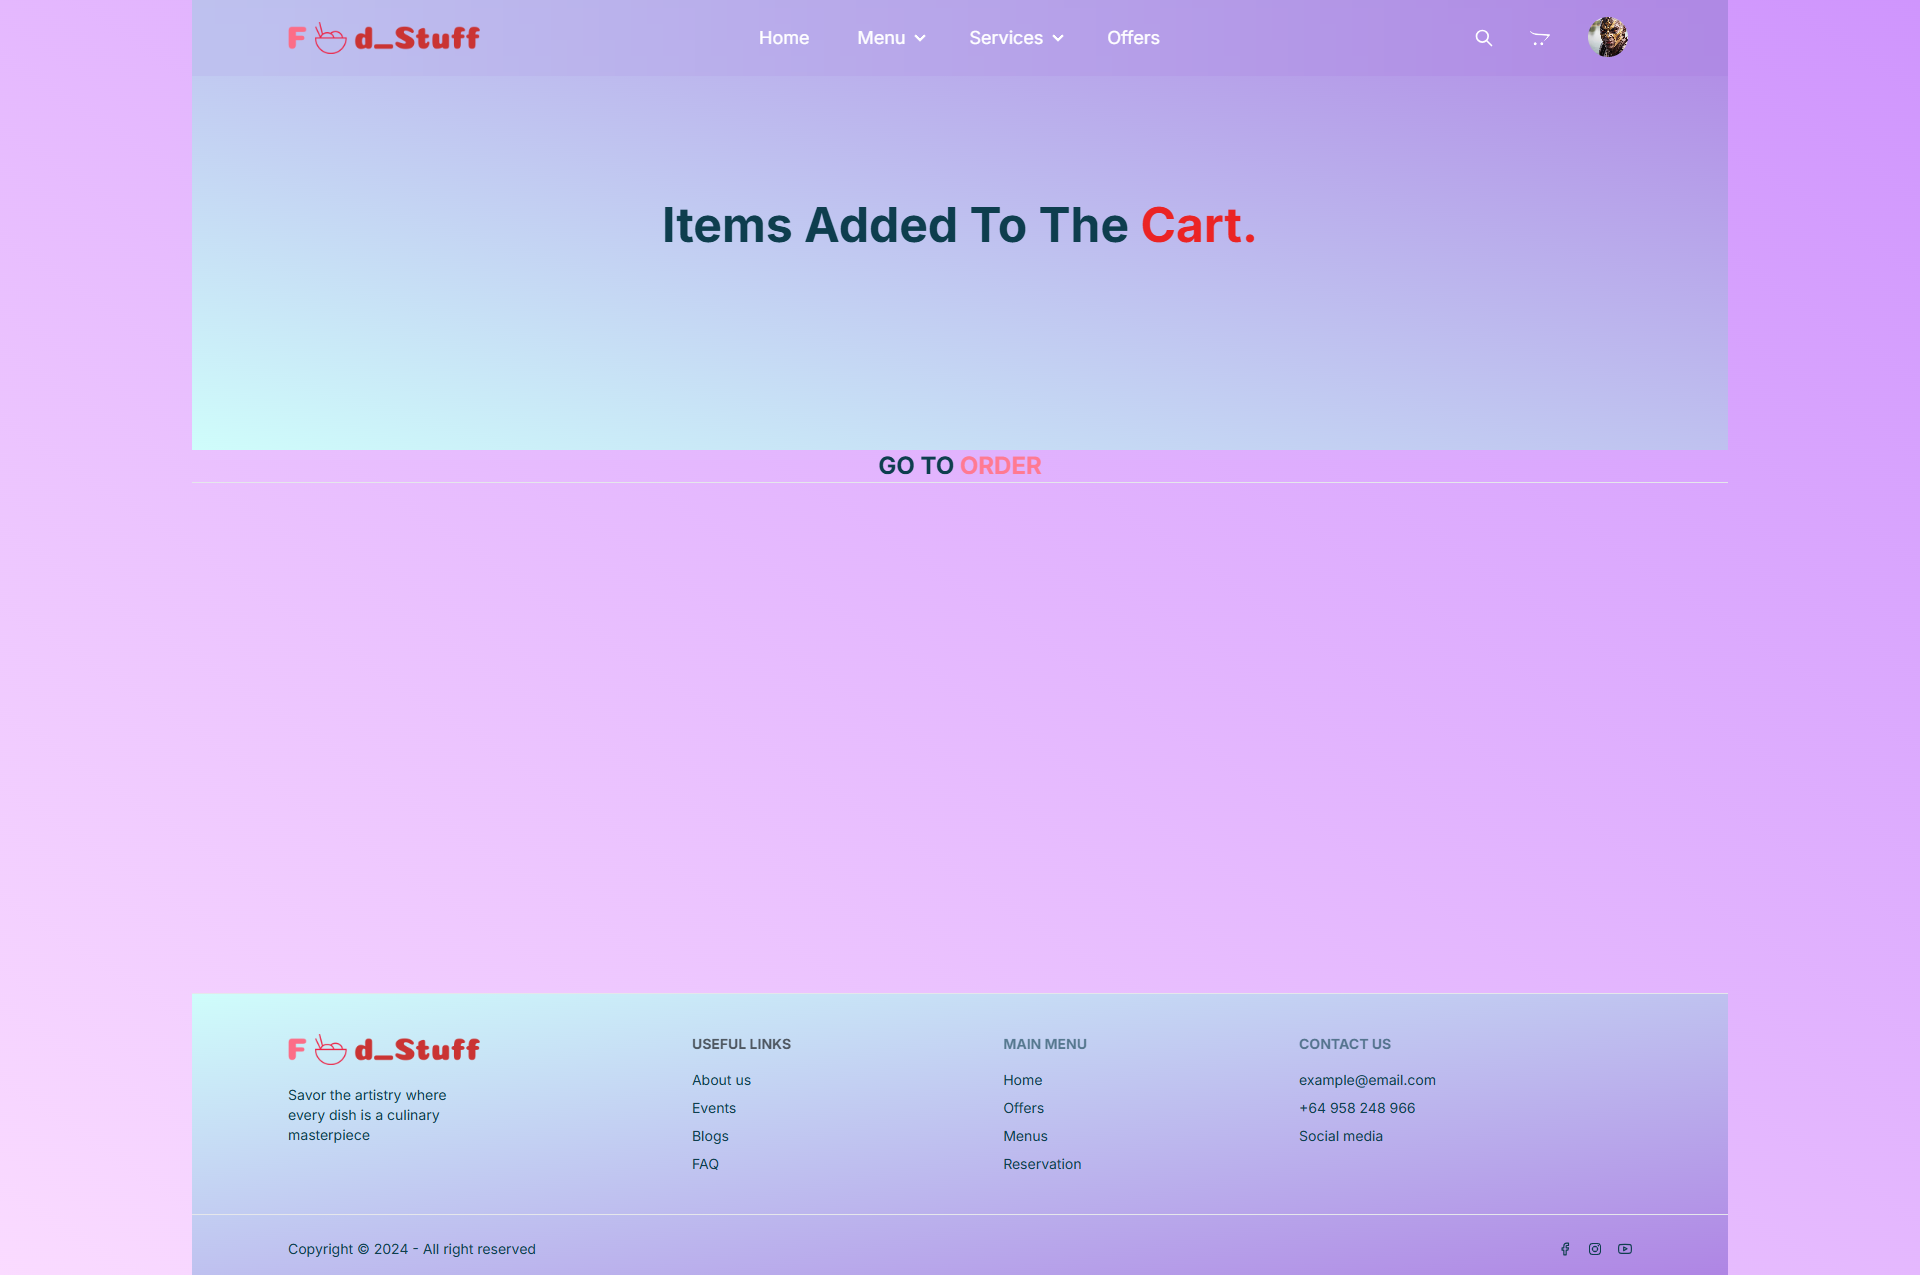 F d_Stuff
Home Menu Services Offers
Items Added To The Cart.
GO TO ORDER
F d_Stuff
Savor the artistry where
every dish is a culinary
masterpiece
USEFUL LINKS
About us
Events
Blogs
FAQ
MAIN MENU
Home
Offers
Menus
Reservation
CONTACT US
example@email.com
+64 958 248 966
Social media
Copyright © 2024 - All right reserved